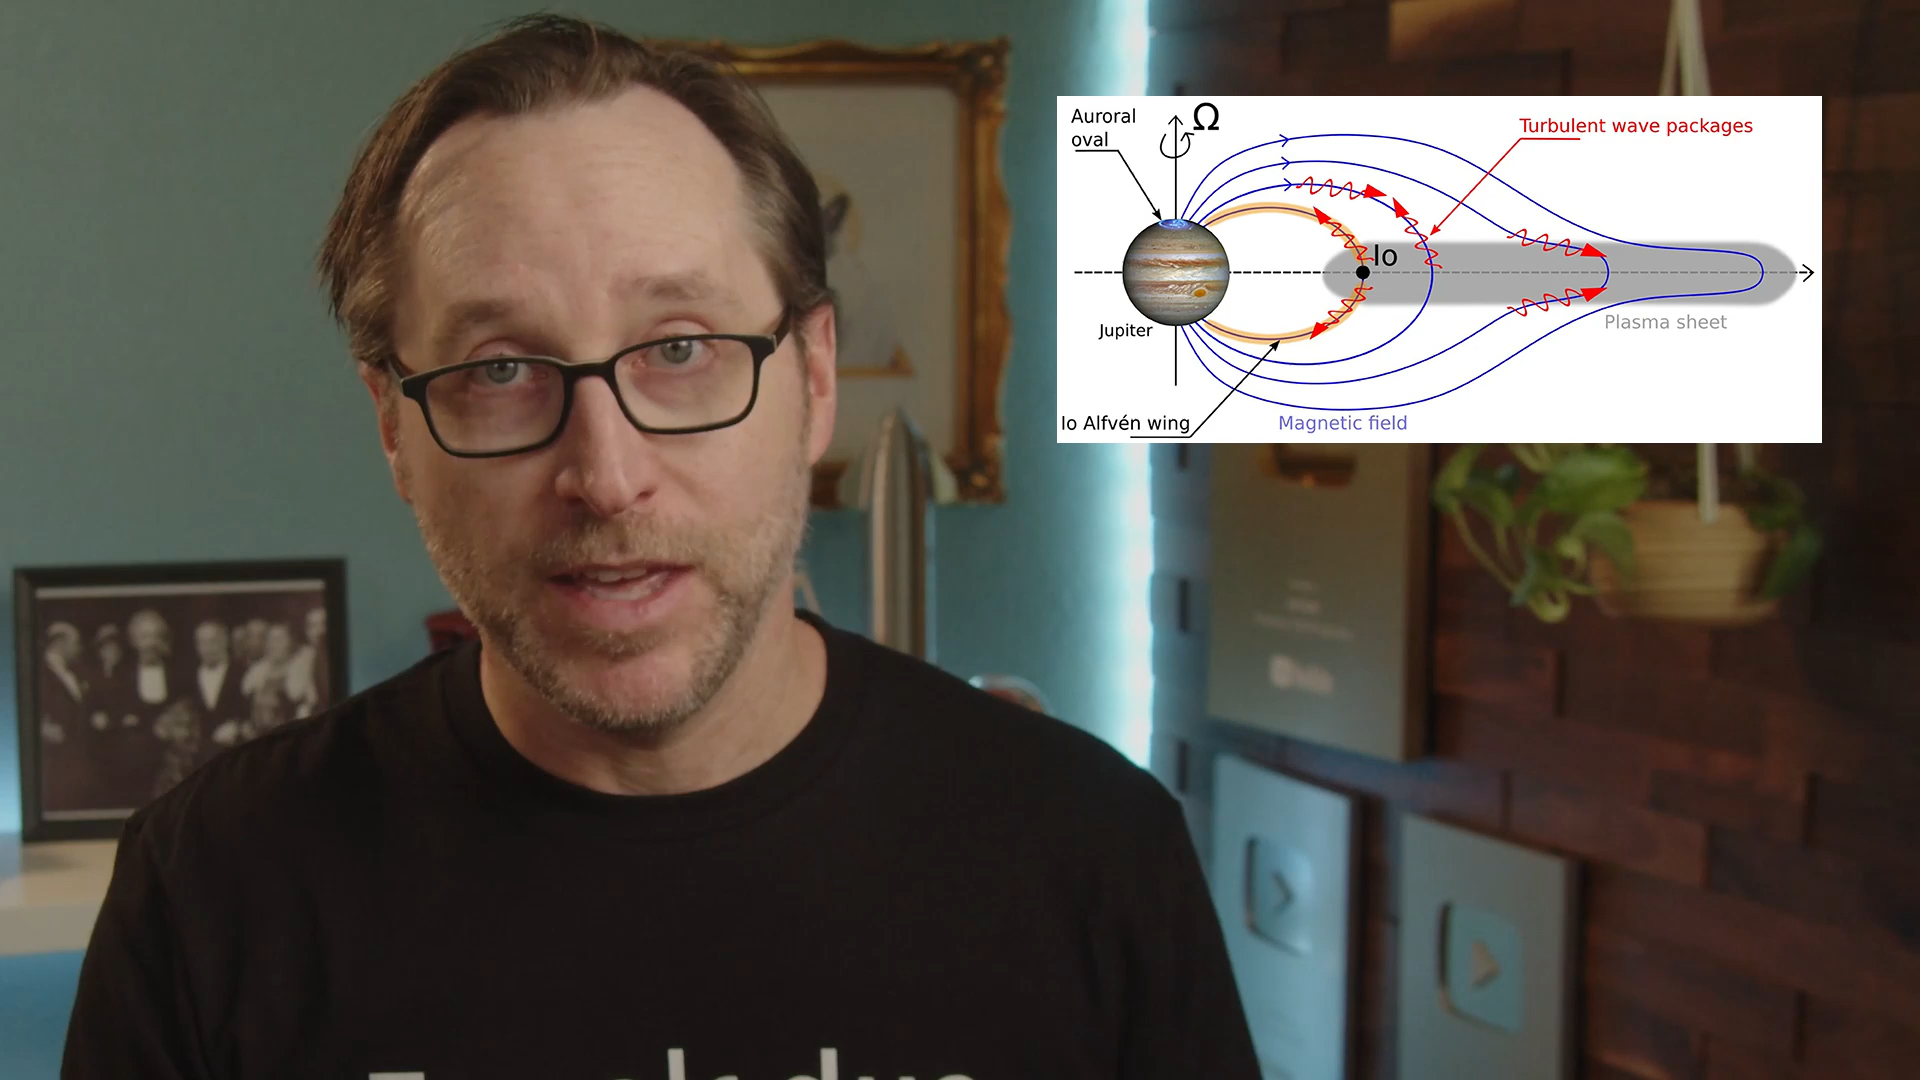 Auroral
oval
Ω
Turbulent wave packages
Io
Jupiter
Plasma sheet
Io Alfvén wing
Magnetic field